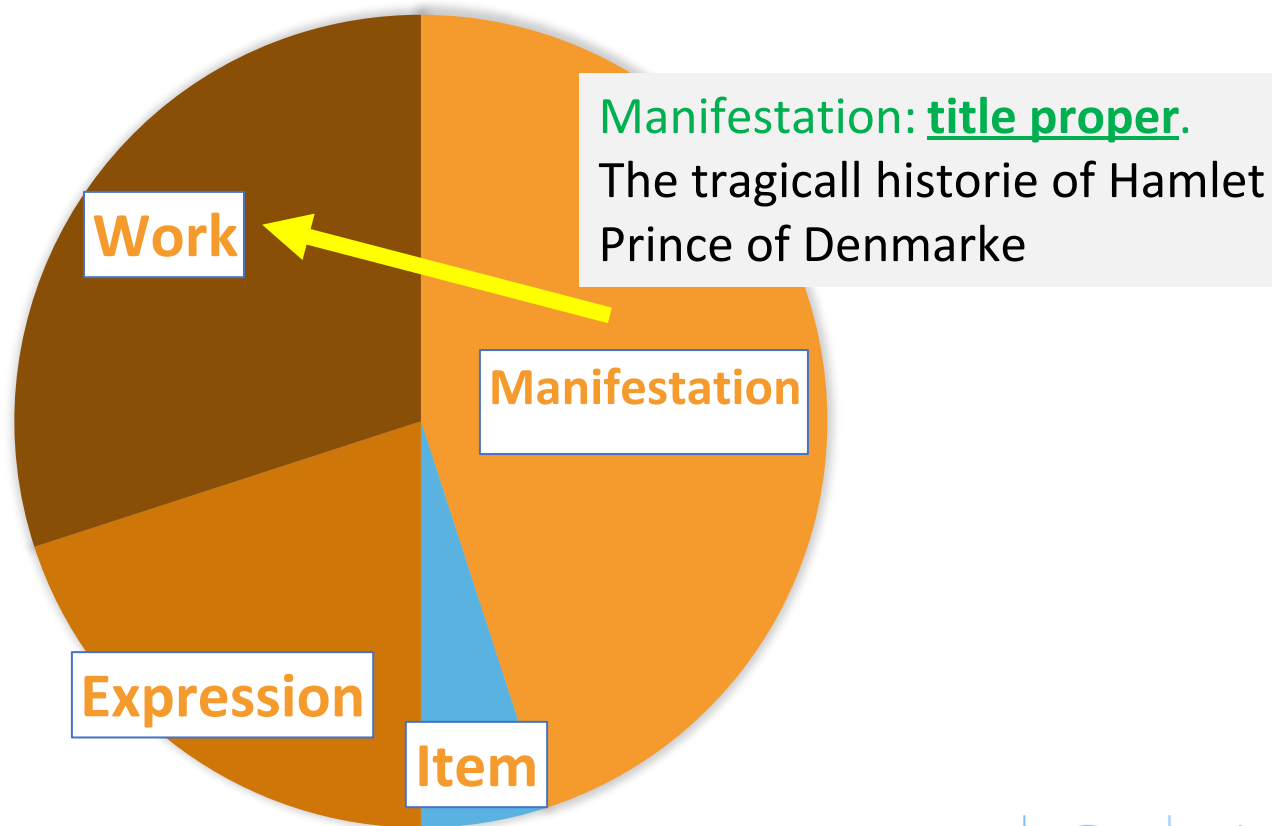 Manifestation: title proper.
The tragicall historie of Hamlet
Prince of Denmarke
Work
Manifestation
Expression
Item